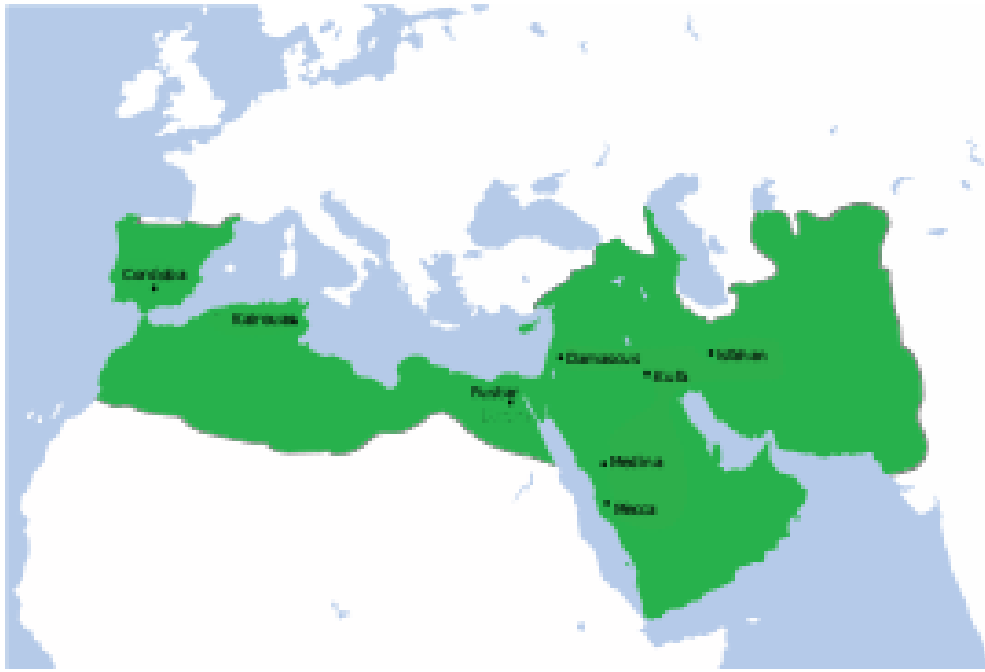 Cordoba
Kairouan
Damascus
Isfahan
Kufa
Fustat
Medina
Mecca